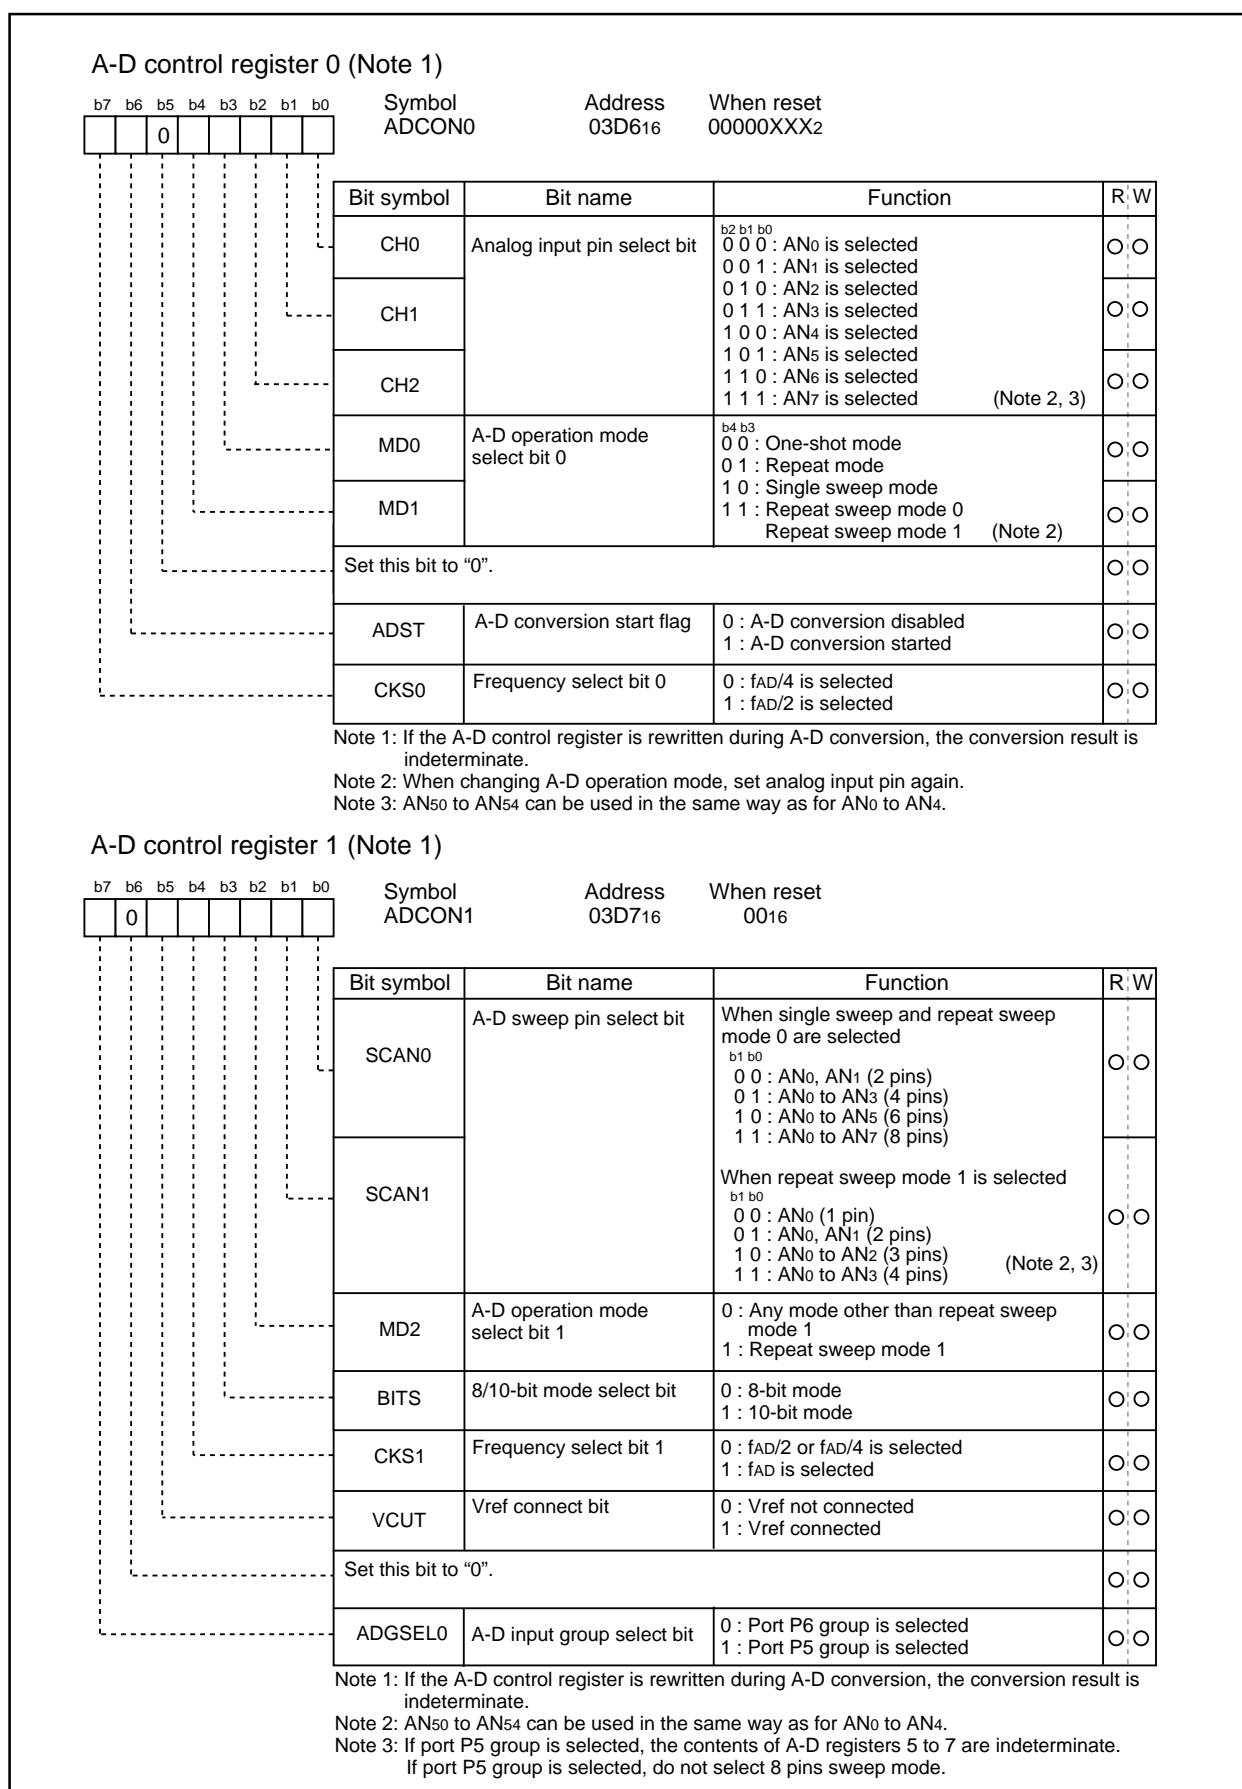 A-D control register 0 (Note 1)
b7 b6 b5 b4 b3 b2 b1 b0
Symbol Address When reset
ADCON0 03D616 00000XXX2
0
Bit symbol Bit name Function R W
CH0 Analog input pin select bit
b2 b1 b0
0 0 0 : AN0 is selected
0 0 1 : AN1 is selected
0 1 0 : AN2 is selected
CH1
0 1 1 : AN3 is selected
1 0 0 : AN4 is selected
1 0 1 : AN5 is selected
CH2
1 1 0 : AN6 is selected
1 1 1 : AN7 is selected (Note 2, 3)
MD0 A-D operation mode
select bit 0
b4 b3
0 0 : One-shot mode
0 1 : Repeat mode
1 0 : Single sweep mode
MD1
1 1 : Repeat sweep mode 0
Repeat sweep mode 1 (Note 2)
Set this bit to “0”.
ADST A-D conversion start flag
0 : A-D conversion disabled
1 : A-D conversion started
CKS0 Frequency select bit 0
0 : fAD/4 is selected
1 : fAD/2 is selected
Note 1: If the A-D control register is rewritten during A-D conversion, the conversion result is
indeterminate.
Note 2: When changing A-D operation mode, set analog input pin again.
Note 3: AN50 to AN54 can be used in the same way as for AN0 to AN4.
A-D control register 1 (Note 1)
b7 b6 b5 b4 b3 b2 b1 b0
Symbol Address When reset
ADCON1 03D716 0016
0
Bit symbol Bit name Function R W
SCAN0 A-D sweep pin select bit
When single sweep and repeat sweep
mode 0 are selected
b1 b0
0 0 : AN0, AN1 (2 pins)
0 1 : AN0 to AN3 (4 pins)
1 0 : AN0 to AN5 (6 pins)
1 1 : AN0 to AN7 (8 pins)
SCAN1
When repeat sweep mode 1 is selected
b1 b0
0 0 : AN0 (1 pin)
0 1 : AN0, AN1 (2 pins)
1 0 : AN0 to AN2 (3 pins)
1 1 : AN0 to AN3 (4 pins) (Note 2, 3)
MD2 A-D operation mode
select bit 1
0 : Any mode other than repeat sweep
mode 1
1 : Repeat sweep mode 1
BITS 8/10-bit mode select bit
0 : 8-bit mode
1 : 10-bit mode
CKS1 Frequency select bit 1
0 : fAD/2 or fAD/4 is selected
1 : fAD is selected
VCUT Vref connect bit
0 : Vref not connected
1 : Vref connected
Set this bit to “0”.
ADGSEL0 A-D input group select bit
0 : Port P6 group is selected
1 : Port P5 group is selected
Note 1: If the A-D control register is rewritten during A-D conversion, the conversion result is
indeterminate.
Note 2: AN50 to AN54 can be used in the same way as for AN0 to AN4.
Note 3: If port P5 group is selected, the contents of A-D registers 5 to 7 are indeterminate.
If port P5 group is selected, do not select 8 pins sweep mode.